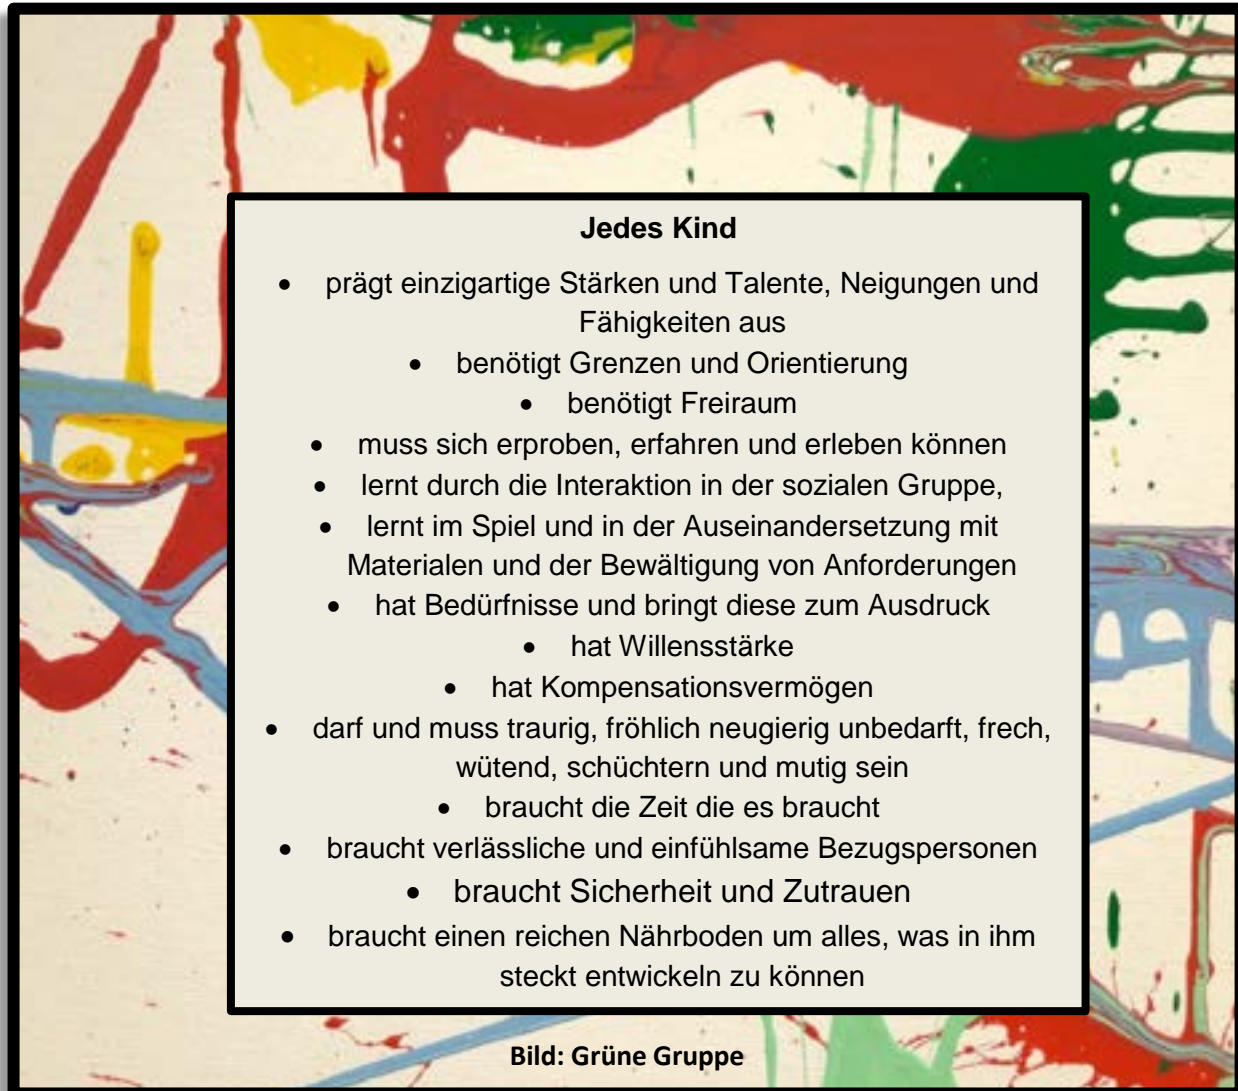 Jedes Kind
• prägt einzigartige Stärken und Talente, Neigungen und
Fähigkeiten aus
• benötigt Grenzen und Orientierung
• benötigt Freiraum
• muss sich erproben, erfahren und erleben können
• lernt durch die Interaktion in der sozialen Gruppe,
• lernt im Spiel und in der Auseinandersetzung mit
Materialen und der Bewältigung von Anforderungen
• hat Bedürfnisse und bringt diese zum Ausdruck
• hat Willensstärke
• hat Kompensationsvermögen
• darf und muss traurig, fröhlich neugierig unbedarft, frech,
wütend, schüchtern und mutig sein
• braucht die Zeit die es braucht
• braucht verlässliche und einfühlsame Bezugspersonen
• braucht Sicherheit und Zutrauen
• braucht einen reichen Nährboden um alles, was in ihm
steckt entwickeln zu können
Bild: Grüne Gruppe